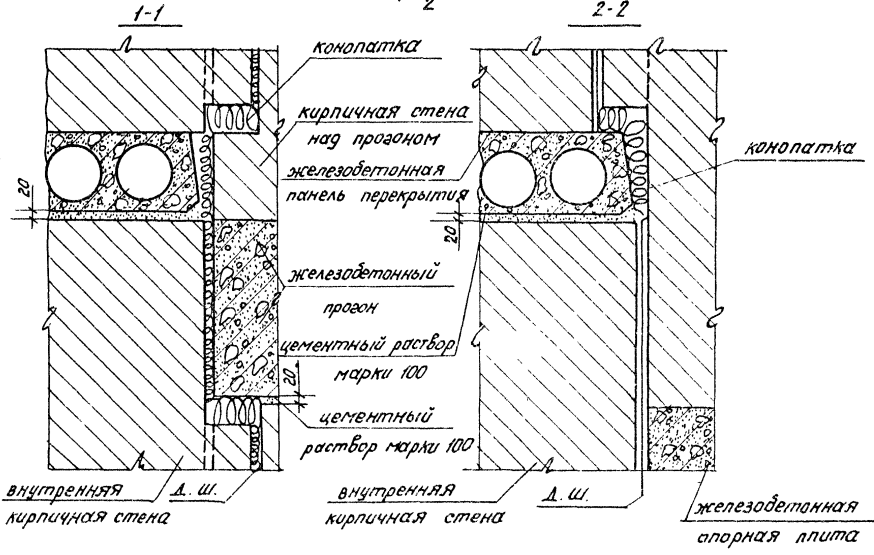 2
1-1
2-2
конопатка
кирпичная стена
над прогоном
железобетонная
панель перекрытия
конопатка
20
20
железобетонный
прогон
цементный раствор
марки 100
20
цементный
раствор марки 100
внутренняя
кирпичная стена
Д.Ш.
внутренняя
кирпичная стена
Д.Ш.
железобетонная
опорная плита